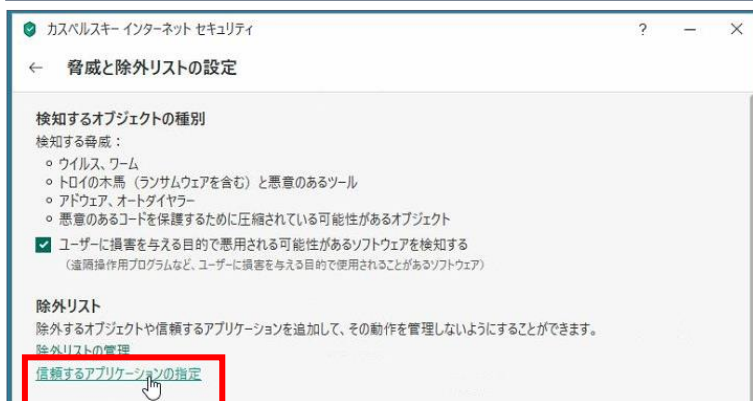 カスペルスキー インターネット セキュリティ
? — ×
← 脅威と除外リストの設定
検知するオブジェクトの種別
検知する脅威：
ウイルス、ワーム
トロイの木馬（ランサムウェアを含む）と悪意のあるツール
アドウェア、オートダイヤラー
悪意のあるコードを保護するために圧縮されている可能性があるオブジェクト
ユーザーに損害を与える目的で悪用される可能性があるソフトウェアを検知する
（遠隔操作用プログラムなど、ユーザーに損害を与える目的で使用されることがあるソフトウェア）
除外リスト
除外するオブジェクトや信頼するアプリケーションを追加して、その動作を管理しないようにすることができます。
除外リストの管理
信頼するアプリケーションの指定